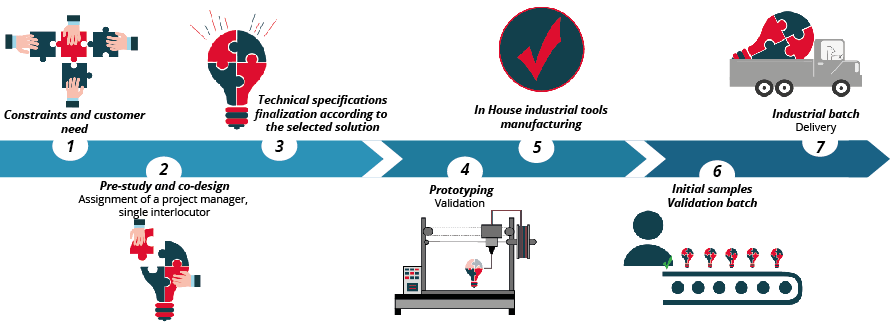 Constraints and customer
need
1
2
Pre-study and co-design
Assignment of a project manager,
single interlocutor
Technical specifications
finalization according to
the selected solution
3
4
Prototyping
Validation
In House industrial tools
manufacturing
5
6
Initial samples
Validation batch
Industrial batch
Delivery
7